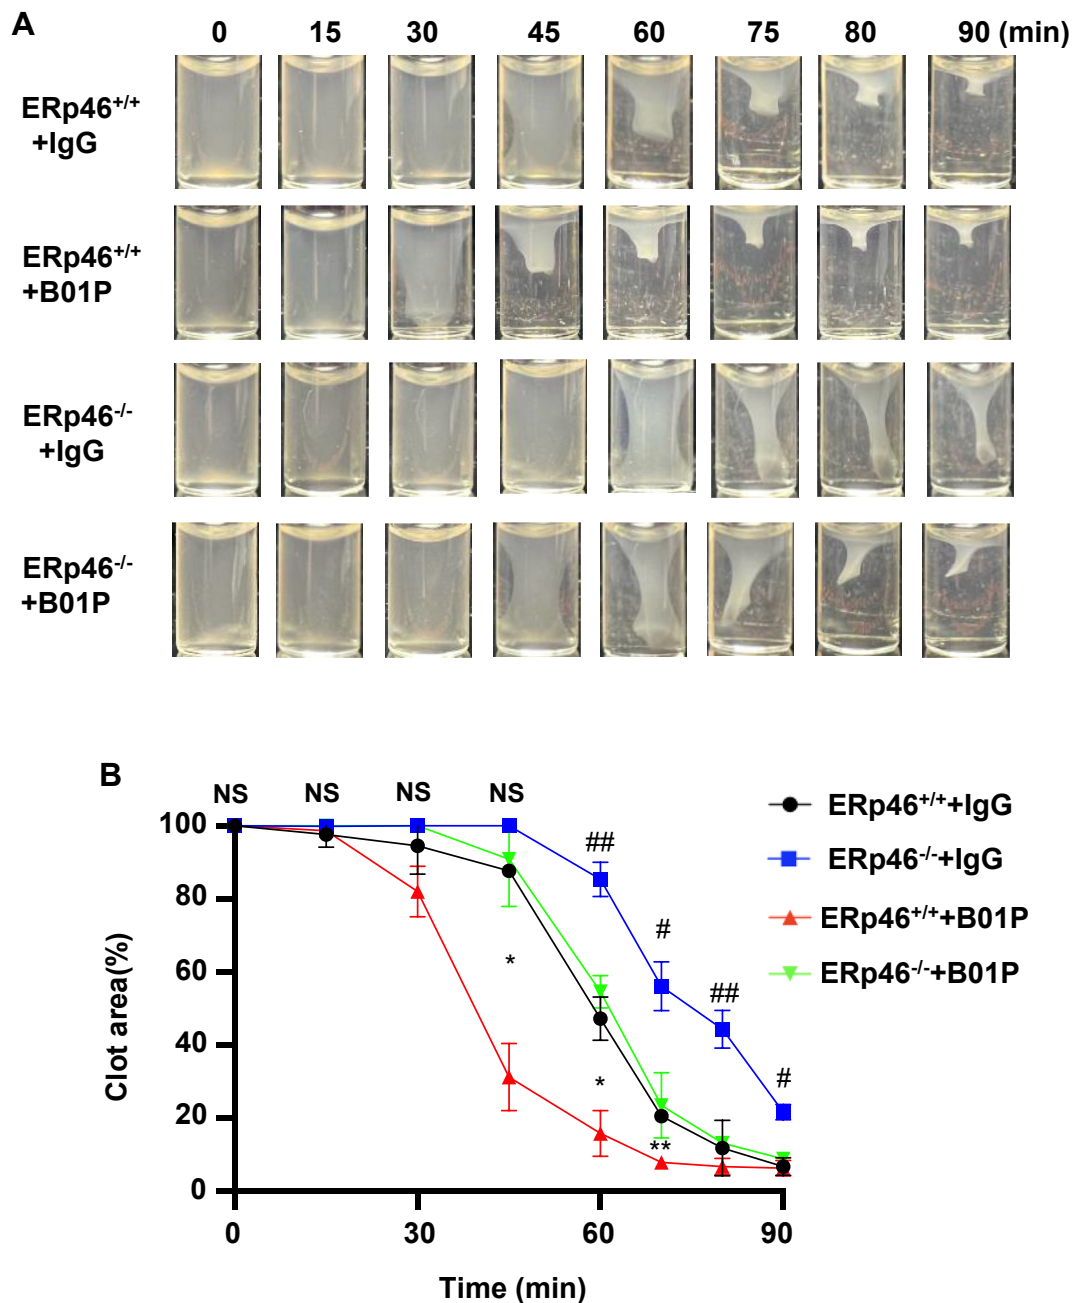 A
0 15 30 45 60 75 80 90 (min)
ERp46+/+
+IgG
ERp46+/+
+B01P
ERp46-/-
+IgG
ERp46-/-
+B01P
B
NS NS NS NS
## # ## #
* * **
ERp46+/++IgG
ERp46-/-+IgG
ERp46+/++B01P
ERp46-/-+B01P
Clot area(%)
100
80
60
40
20
0
0 30 60 90
Time (min)